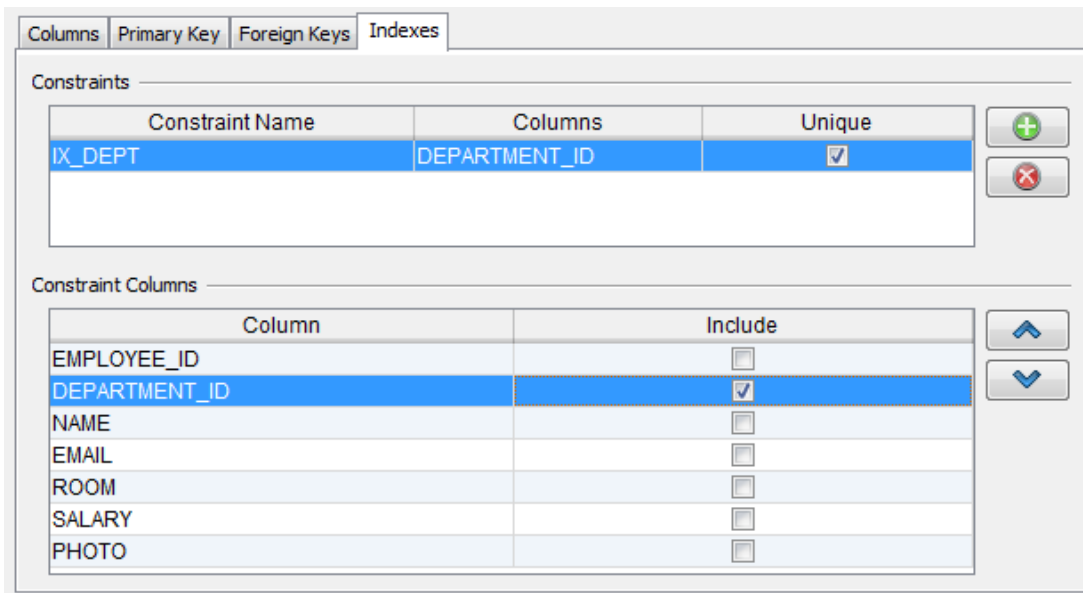 Columns Primary Key Foreign Keys Indexes
Constraints
Constraint Name Columns Unique
IX_DEPT DEPARTMENT_ID
Constraint Columns
Column Include
EMPLOYEE_ID
DEPARTMENT_ID
NAME
EMAIL
ROOM
SALARY
PHOTO